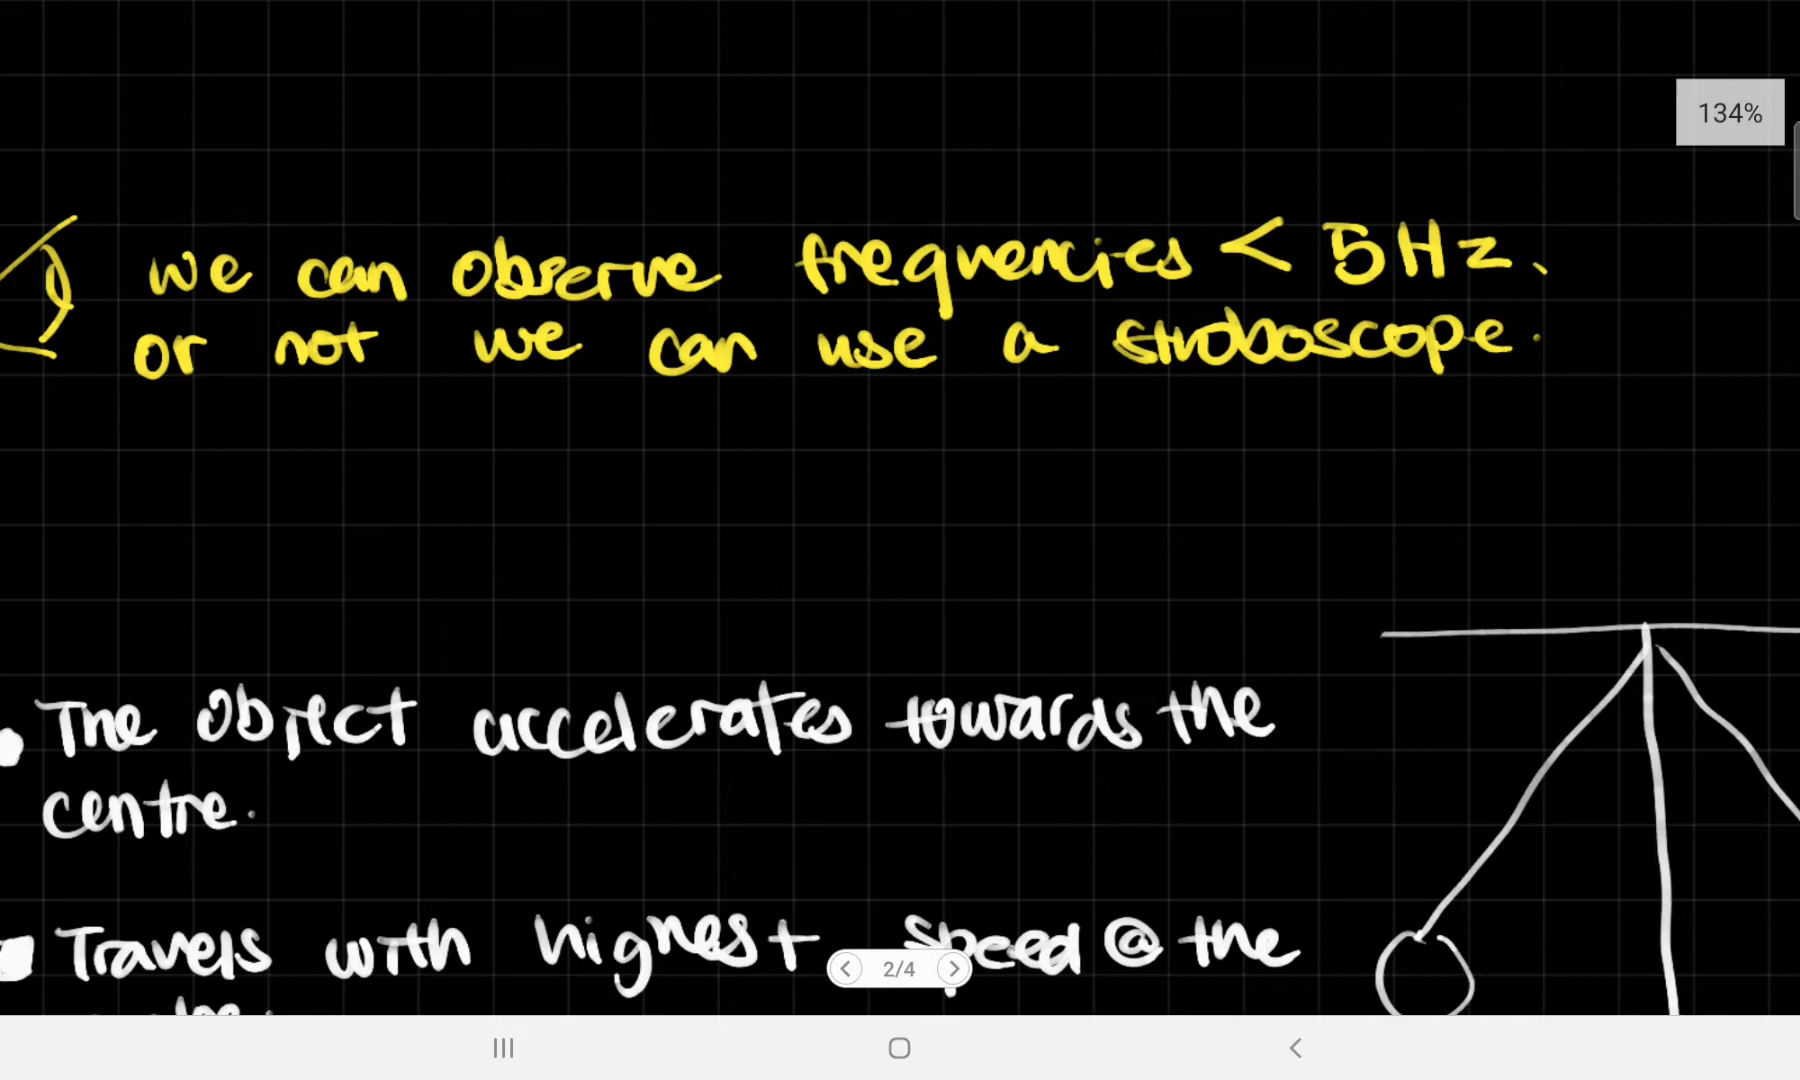 134%
we can observe frequencies < 5Hz.
or not we can use a stroboscope.
The object accelerates towards the
centre.
Travels with highest speed @ the
2/4